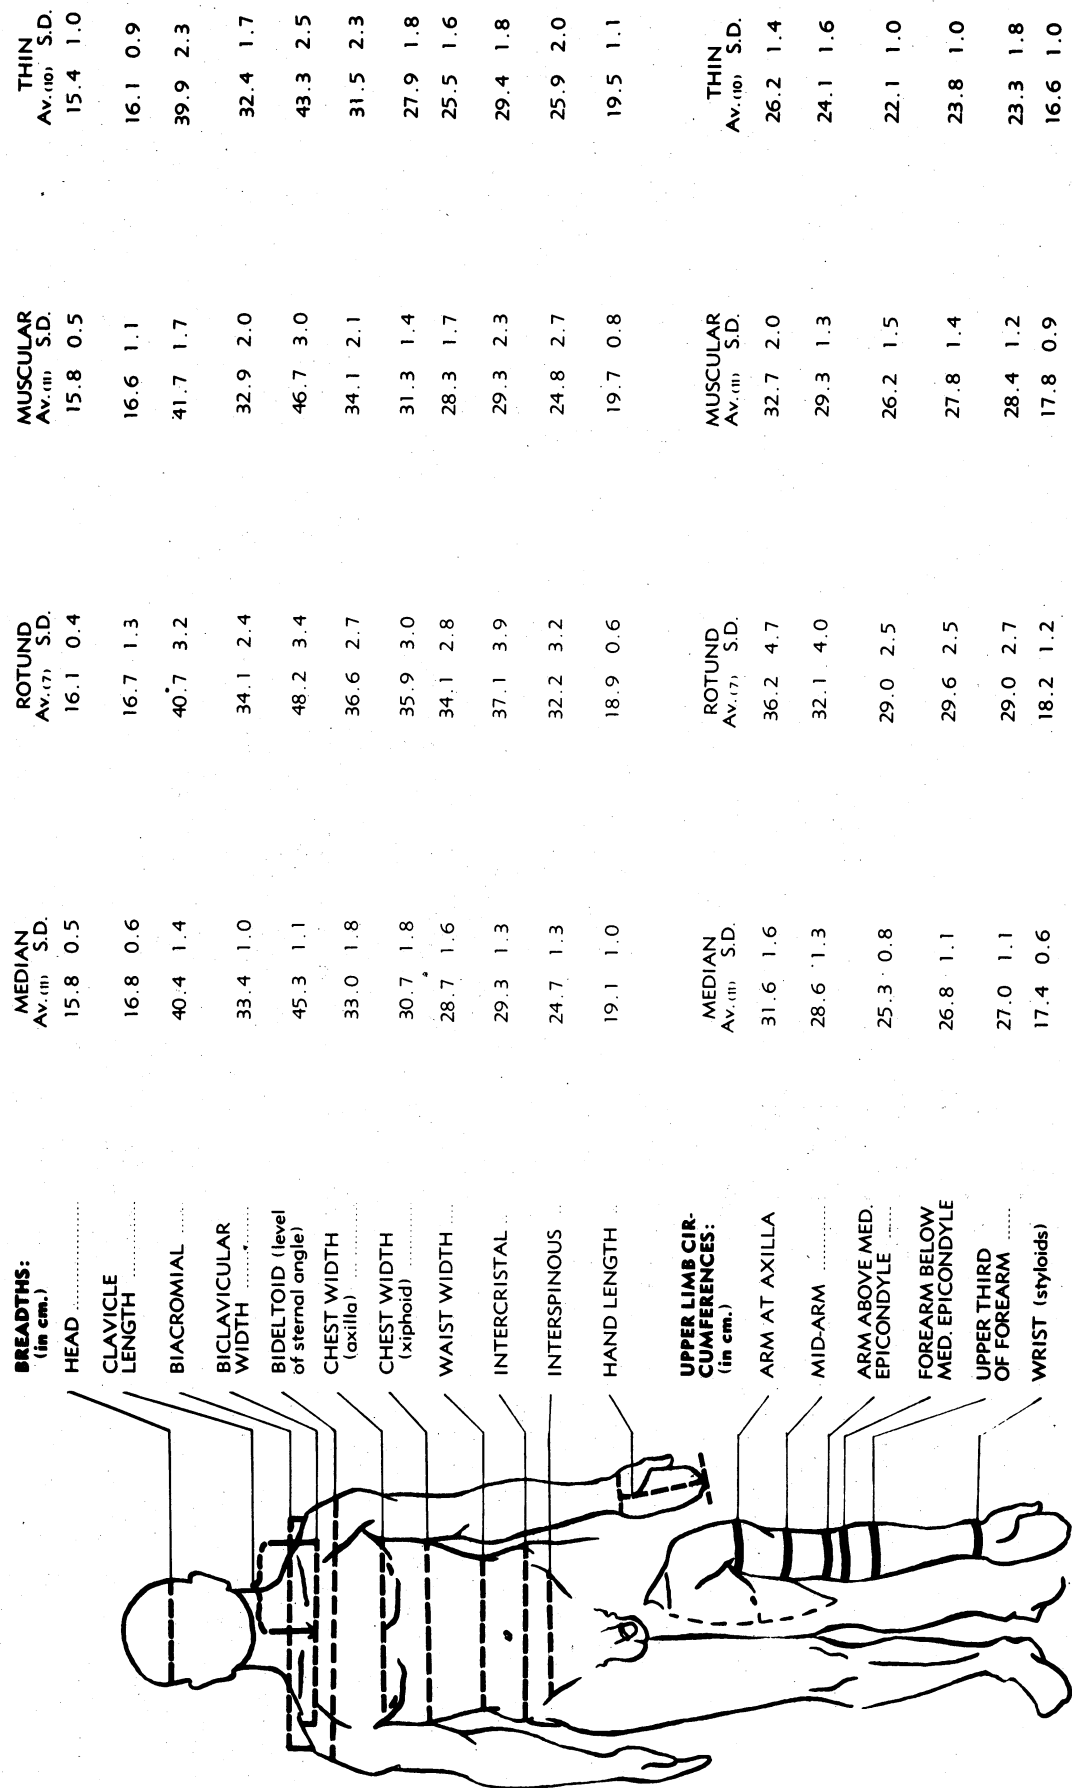 BREADTHS: MEDIAN ROTUND MUSCULAR THIN
(in cm.) Av.(11) S.D. Av.(7) S.D. Av.(11) S.D. Av.(10) S.D.
HEAD 15.8 0.5 16.1 0.4 15.8 0.5 15.4 1.0
CLAVICLE
LENGTH 16.8 0.6 16.7 1.3 16.6 1.1 16.1 0.9
BIACROMIAL 40.4 1.4 40.7 3.2 41.7 1.7 39.9 2.3
BICLAVICULAR
WIDTH 33.4 1.0 34.1 2.4 32.9 2.0 32.4 1.7
BIDELTOID (level
of sternal angle) 45.3 1.1 48.2 3.4 46.7 3.0 43.3 2.5
CHEST WIDTH
(axilla) 33.0 1.8 36.6 2.7 34.1 2.1 31.5 2.3
CHEST WIDTH
(xiphoid) 30.7 1.8 35.9 3.0 31.3 1.4 27.9 1.8
WAIST WIDTH 28.7 1.6 34.1 2.8 28.3 1.7 25.5 1.6
INTERCRISTAL 29.3 1.3 37.1 3.9 29.3 2.3 29.4 1.8
INTERSPINOUS 24.7 1.3 32.2 3.2 24.8 2.7 25.9 2.0
HAND LENGTH 19.1 1.0 18.9 0.6 19.7 0.8 19.5 1.1
UPPER LIMB CIR-
CUMFERENCES: MEDIAN ROTUND MUSCULAR THIN
(in cm.) Av.(11) S.D. Av.(7) S.D. Av.(11) S.D. Av.(10) S.D.
ARM AT AXILLA 31.6 1.6 36.2 4.7 32.7 2.0 26.2 1.4
MID-ARM 28.6 1.3 32.1 4.0 29.3 1.3 24.1 1.6
ARM ABOVE MED.
EPICONDYLE 25.3 0.8 29.0 2.5 26.2 1.5 22.1 1.0
FOREARM BELOW
MED. EPICONDYLE 26.8 1.1 29.6 2.5 27.8 1.4 23.8 1.0
UPPER THIRD
OF FOREARM 27.0 1.1 29.0 2.7 28.4 1.2 23.3 1.8
WRIST (styloids) 17.4 0.6 18.2 1.2 17.8 0.9 16.6 1.0